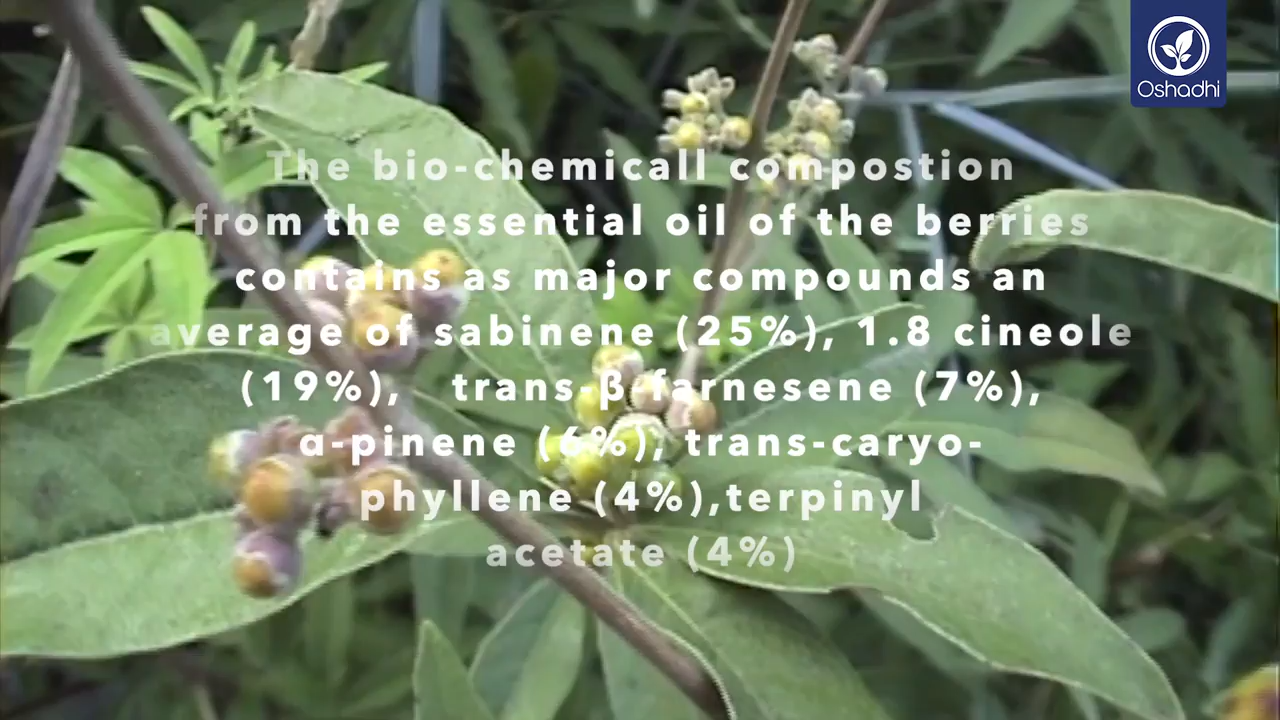 Oshadhi
The bio-chemicall compostion
from the essential oil of the berries
contains as major compounds an
average of sabinene (25%), 1.8 cineole
(19%), trans-β-farnesene (7%),
α-pinene (6%), trans-caryo-
phyllene (4%),terpinyl
acetate (4%)